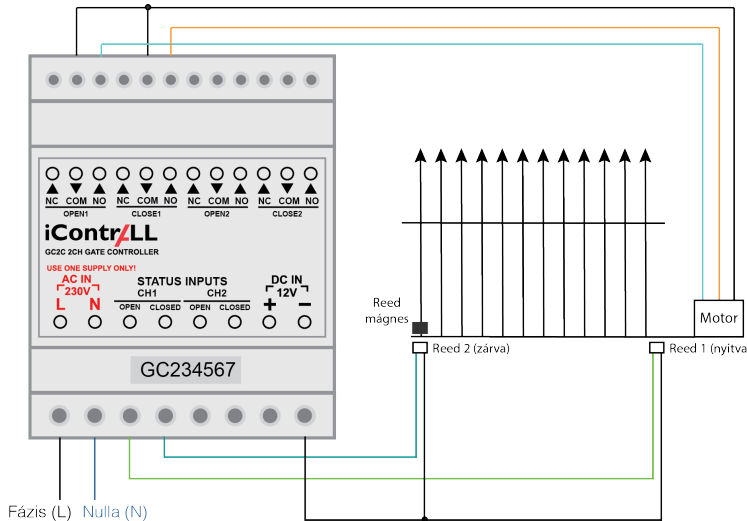 NC COM NO NC COM NO NC COM NO NC COM NO
OPEN1 CLOSE1 OPEN2 CLOSE2
iContrALL
GC2C 2CH GATE CONTROLLER
USE ONE SUPPLY ONLY!
AC IN
230V
L N
STATUS INPUTS
CH1 CH2
OPEN CLOSED OPEN CLOSED
DC IN
12V
+ −
GC234567
Fázis (L) Nulla (N)
Reed
mágnes
Motor
Reed 2 (zárva)
Reed 1 (nyitva